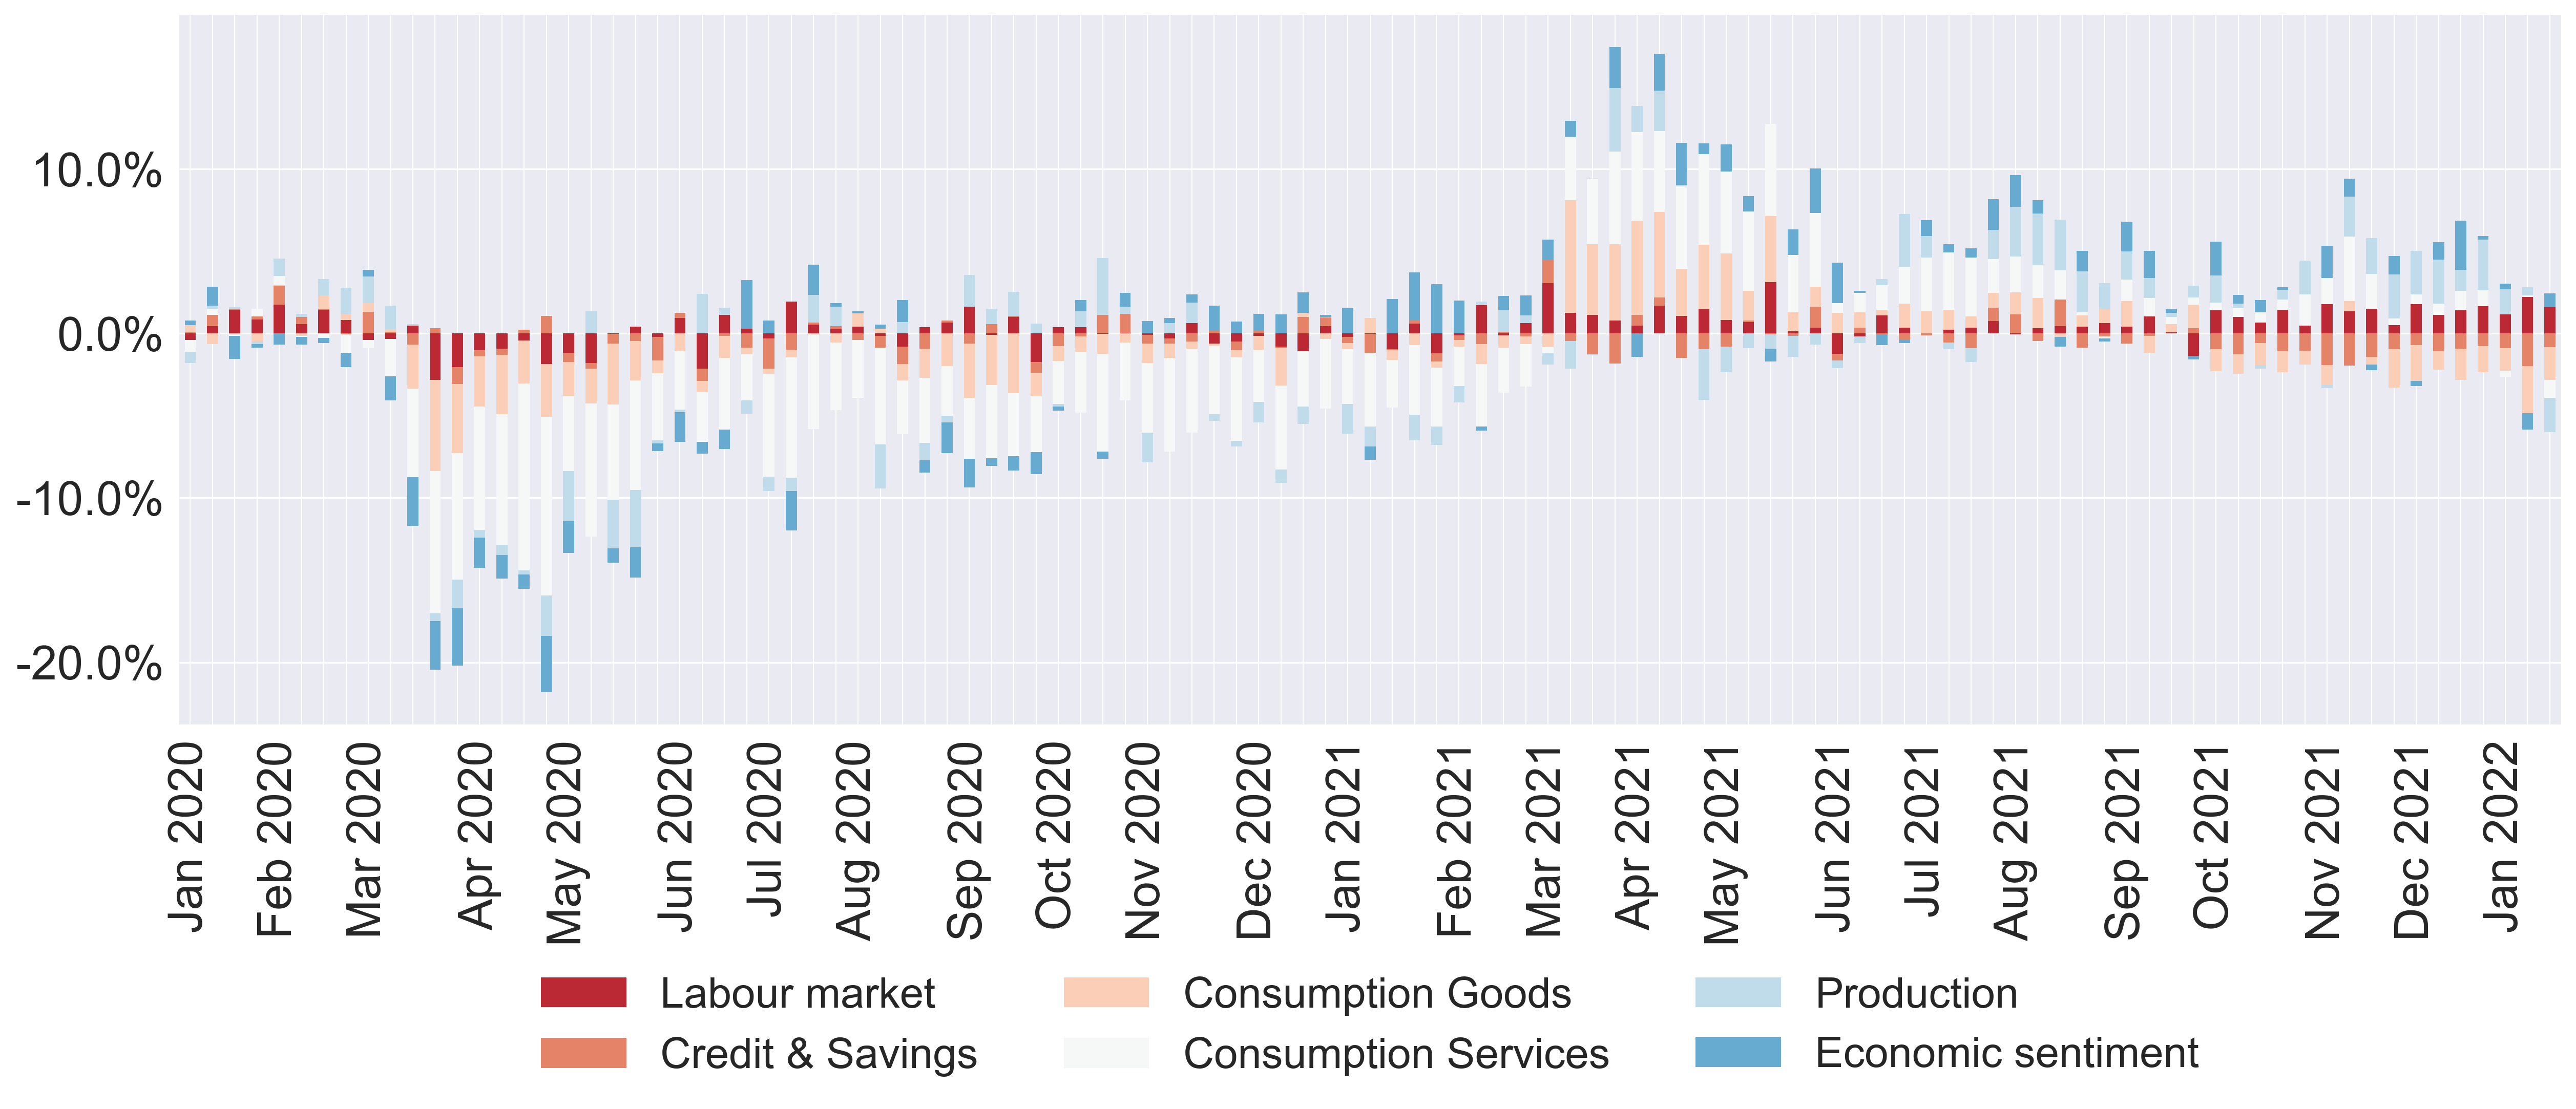 10.0%
0.0%
-10.0%
-20.0%
Jan 2020
Feb 2020
Mar 2020
Apr 2020
May 2020
Jun 2020
Jul 2020
Aug 2020
Sep 2020
Oct 2020
Nov 2020
Dec 2020
Jan 2021
Feb 2021
Mar 2021
Apr 2021
May 2021
Jun 2021
Jul 2021
Aug 2021
Sep 2021
Oct 2021
Nov 2021
Dec 2021
Jan 2022
Labour market
Consumption Goods
Production
Credit & Savings
Consumption Services
Economic sentiment